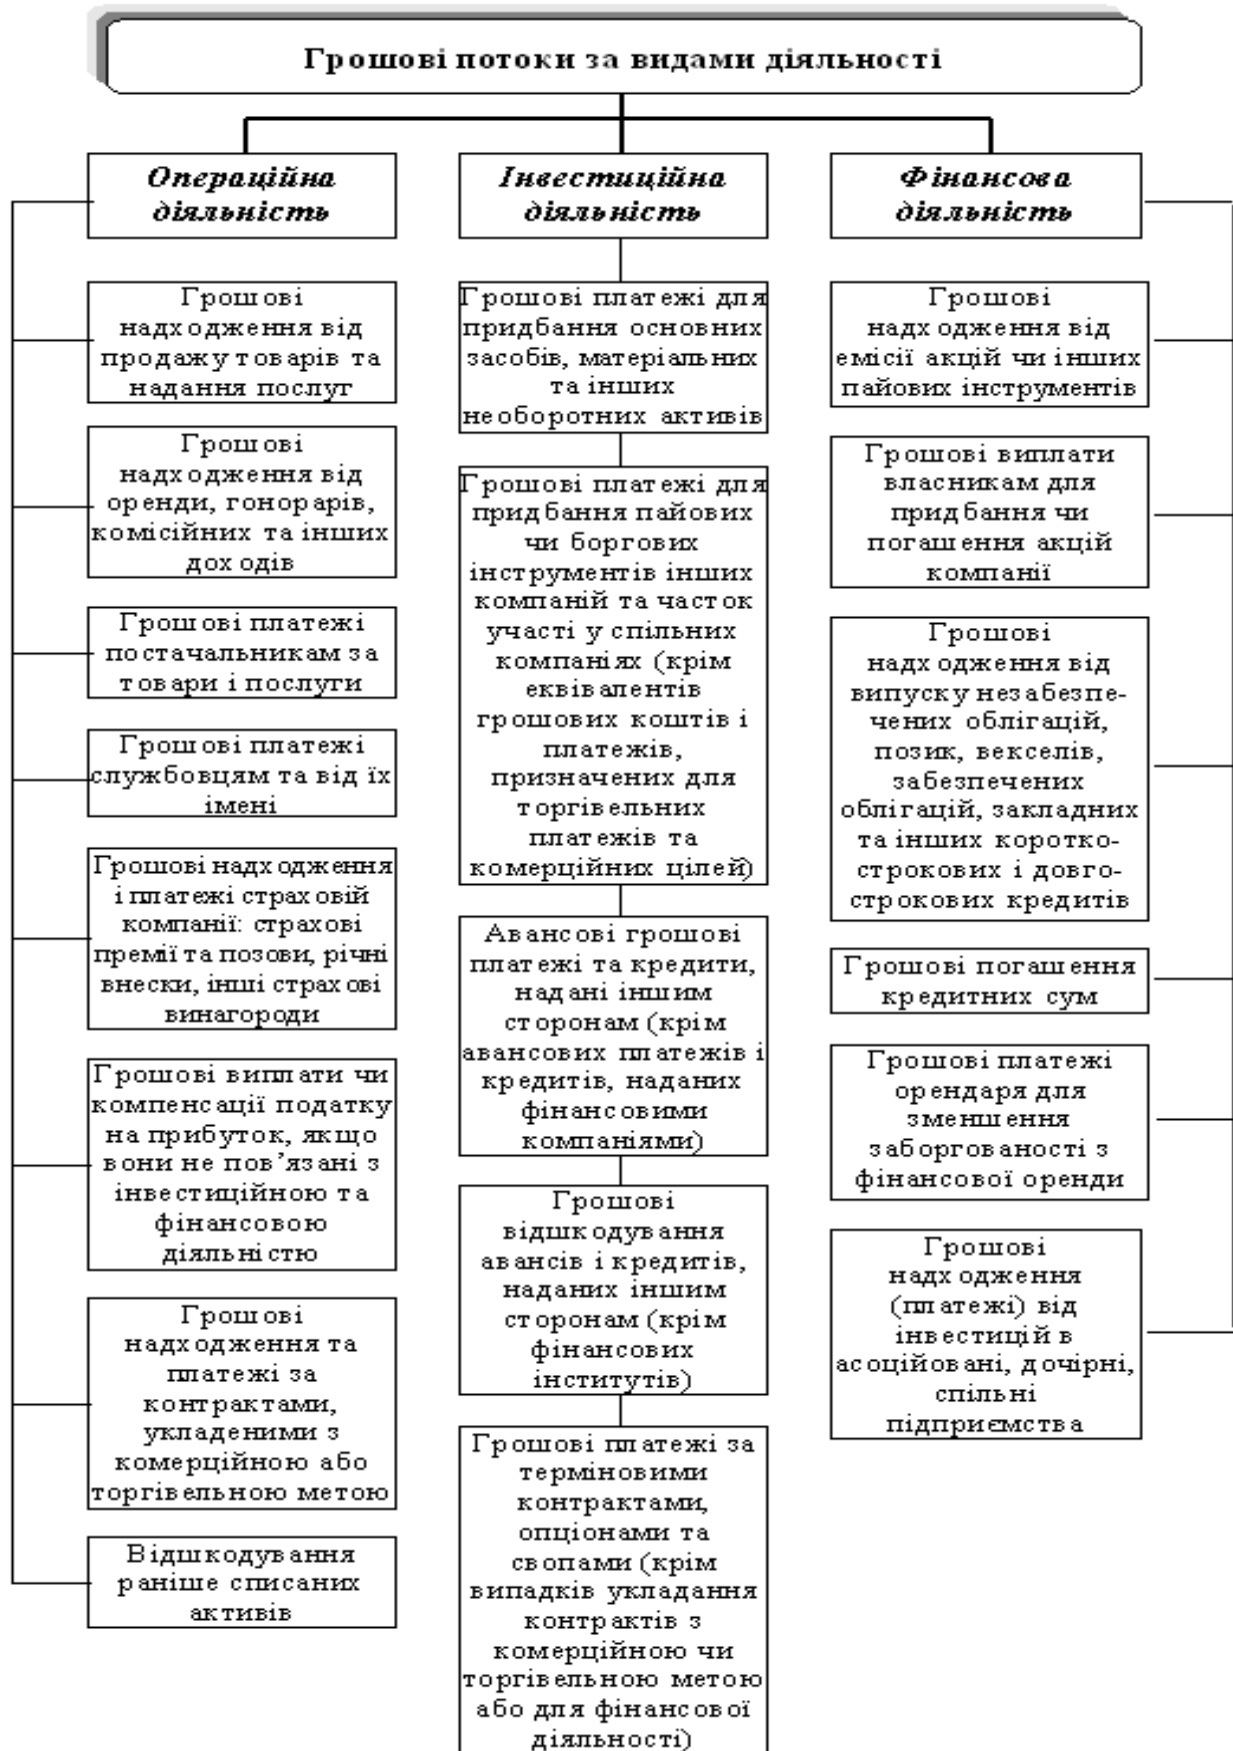 Грошові потоки за видами діяльності
Операційна
діяльність
Грошові
надходження від
продажу товарів та
надання послуг
Грошові
надходження від
оренди, гонорарів,
комісійних та інших
доходів
Грошові платежі
постачальникам за
товари і послуги
Грошові платежі
службовцям та від їх
імені
Грошові надходження
і платежі страховій
компанії: страхові
премії та позови, річні
внески, інші страхові
винагороди
Грошові виплати чи
компенсації податку
на прибуток, якщо
вони не пов’язані з
інвестиційною та
фінансовою
діяльністю
Грошові
надходження та
платежі за
контрактами,
укладеними з
комерційною або
торгівельною метою
Відшкодування
раніше списаних
активів
Інвестиційна
діяльність
Грошові платежі для
придбання основних
засобів, матеріальних
та інших
необоротних активів
Грошові платежі для
придбання пайових
чи боргових
інструментів інших
компаній та часток
участі у спільних
компаніях (крім
еквівалентів
грошових коштів і
платежів,
призначених для
торгівельних
платежів та
комерційних цілей)
Авансові грошові
платежі та кредити,
надані іншим
сторонам (крім
авансових платежів і
кредитів, наданих
фінансовими
компаніями)
Грошові
відшкодування
авансів і кредитів,
наданих іншим
сторонам (крім
фінансових
інститутів)
Грошові платежі за
терміновими
контрактами,
опціонами та
свопами (крім
випадків укладання
контрактів з
комерційною чи
торгівельною метою
або для фінансової
діяльності)
Фінансова
діяльність
Грошові
надходження від
емісії акцій чи інших
пайових інструментів
Грошові виплати
власникам для
придбання чи
погашення акцій
компанії
Грошові
надходження від
випуску незабезпе-
чених облігацій,
позик, векселів,
забезпечених
облігацій, закладних
та інших коротко-
строкових і довго-
строкових кредитів
Грошові погашення
кредитних сум
Грошові платежі
орендаря для
зменшення
заборгованості з
фінансової оренди
Грошові
надходження
(платежі) від
інвестицій в
асоційовані, дочірні,
спільні
підприємства